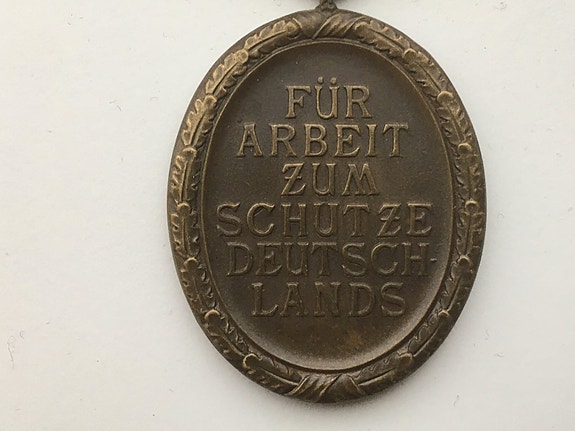 FÜR
ARBEIT
ZUM
SCHUTZE
DEUTSCH-
LANDS